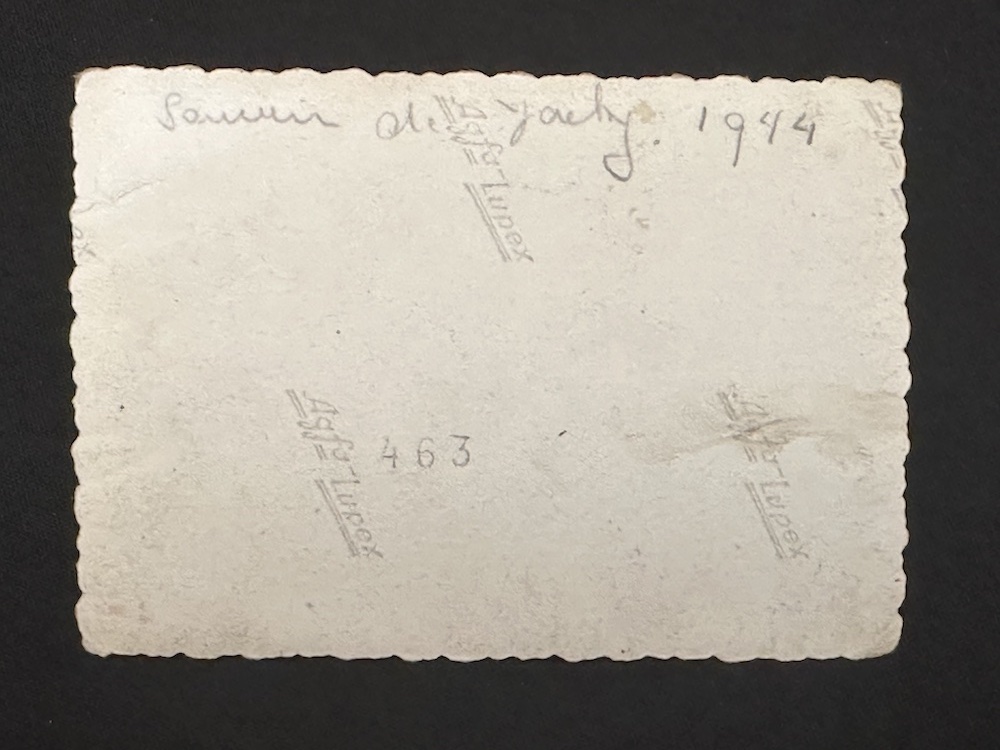 Souvenir de Jacky. 1944
Agfa-Lupex
Agfa-Lupex
463
Agfa-Lupex